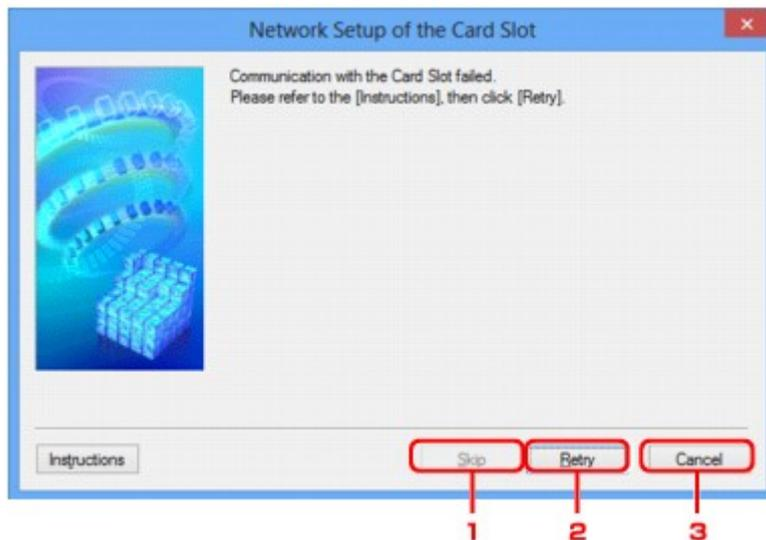 Network Setup of the Card Slot
Communication with the Card Slot failed.
Please refer to the [Instructions], then click [Retry].
Instructions Skip Retry Cancel
1 2 3